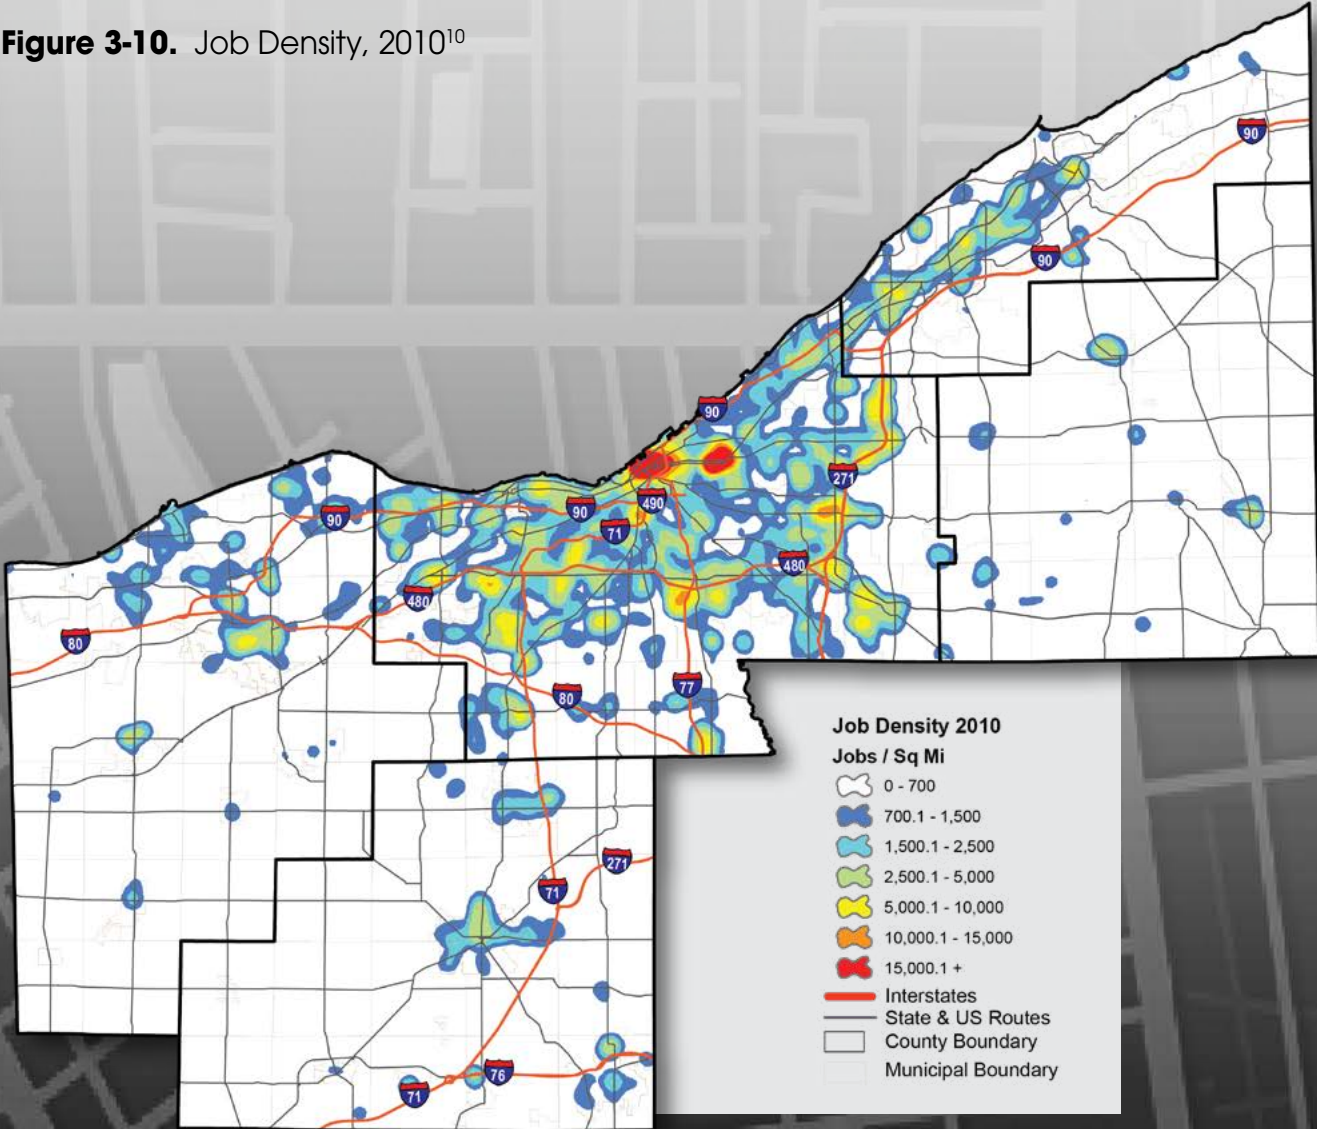 Figure 3-10. Job Density, 2010¹⁰
90
90
90
271
90
90
490
71
480
480
80
80
77
271
71
76
71
Job Density 2010
Jobs / Sq Mi
0 - 700
700.1 - 1,500
1,500.1 - 2,500
2,500.1 - 5,000
5,000.1 - 10,000
10,000.1 - 15,000
15,000.1 +
Interstates
State & US Routes
County Boundary
Municipal Boundary